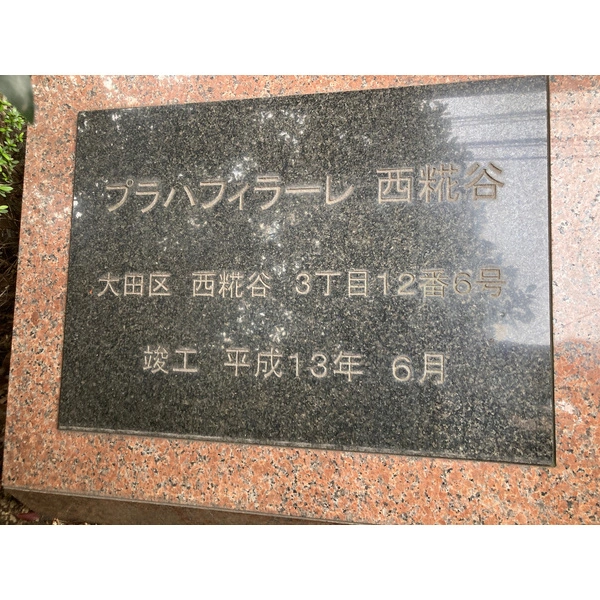 プラハフィラーレ 西糀谷
大田区 西糀谷 3丁目12番6号
竣工 平成13年 6月